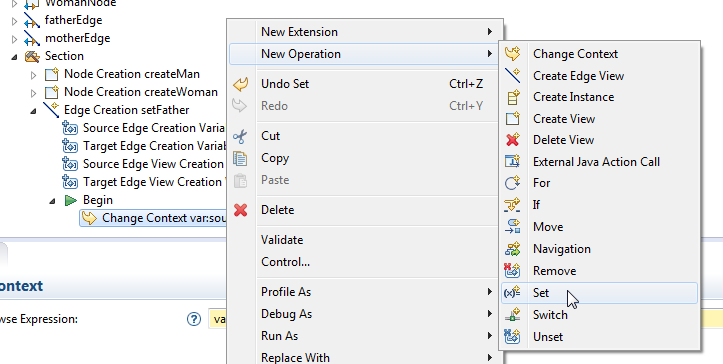 WomanNode
fatherEdge
motherEdge
Section
Node Creation createMan
Node Creation createWoman
Edge Creation setFather
Source Edge Creation Varia
Target Edge Creation Variab
Source Edge View Creation
Target Edge View Creation V
Begin
Change Context var:sou
ontext
wse Expression:
va
New Extension
New Operation
Undo Set Ctrl+Z
Redo Ctrl+Y
Cut
Copy
Paste
Delete
Validate
Control...
Profile As
Debug As
Run As
Replace With
Change Context
Create Edge View
Create Instance
Create View
Delete View
External Java Action Call
For
If
Move
Navigation
Remove
Set
Switch
Unset